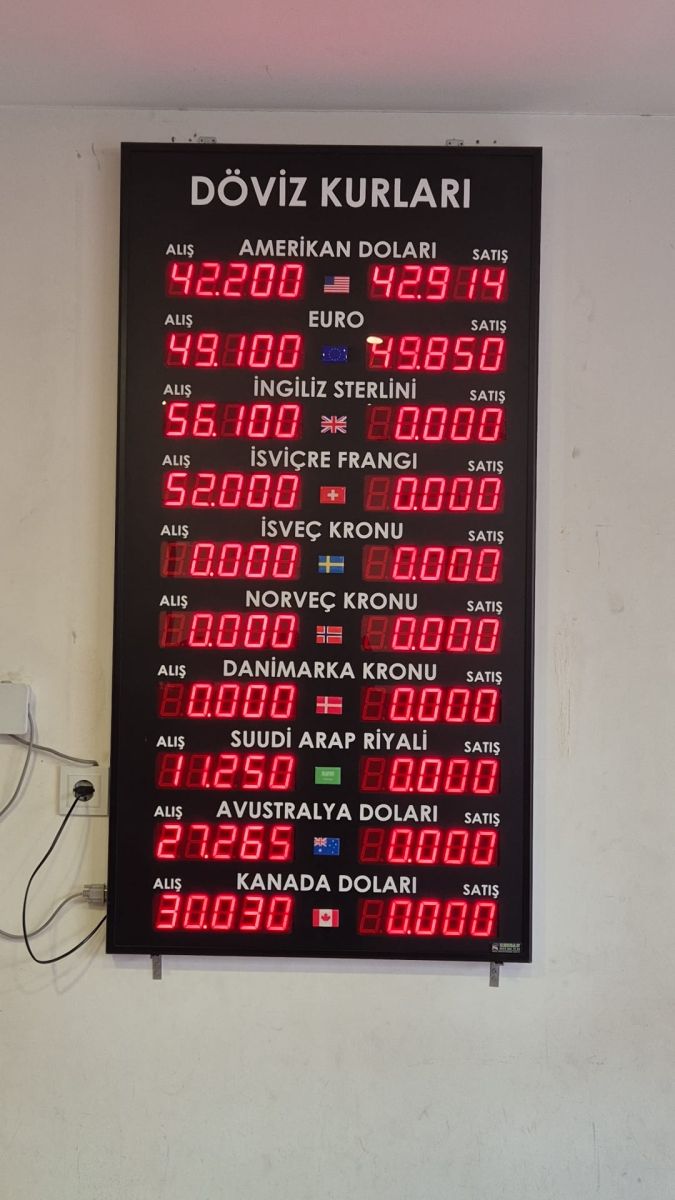 DÖVİZ KURLARI
ALIŞ AMERİKAN DOLARI SATIŞ
42.200 42.914
ALIŞ EURO SATIŞ
49.100 49.850
ALIŞ İNGİLİZ STERLİNİ SATIŞ
56.100 0.000
ALIŞ İSVİÇRE FRANGI SATIŞ
52.000 0.000
ALIŞ İSVEÇ KRONU SATIŞ
0.000 0.000
ALIŞ NORVEÇ KRONU SATIŞ
0.000 0.000
ALIŞ DANİMARKA KRONU SATIŞ
0.000 0.000
ALIŞ SUUDİ ARAP RİYALİ SATIŞ
11.250 0.000
ALIŞ AVUSTRALYA DOLARI SATIŞ
27.265 0.000
ALIŞ KANADA DOLARI SATIŞ
30.030 0.000